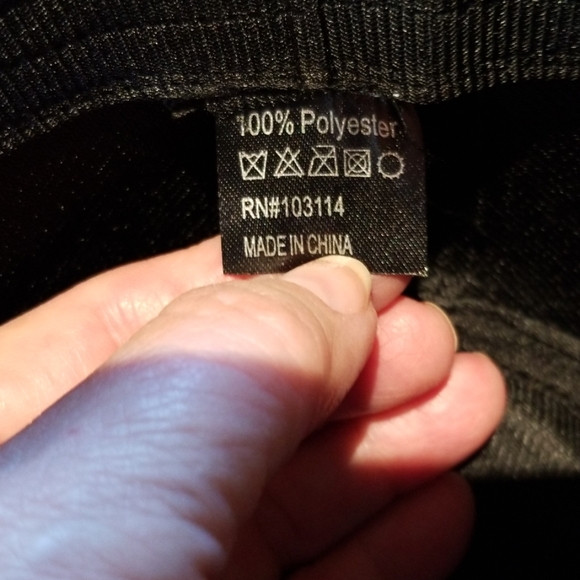 100% Polyester
RN#103114
MADE IN CHINA